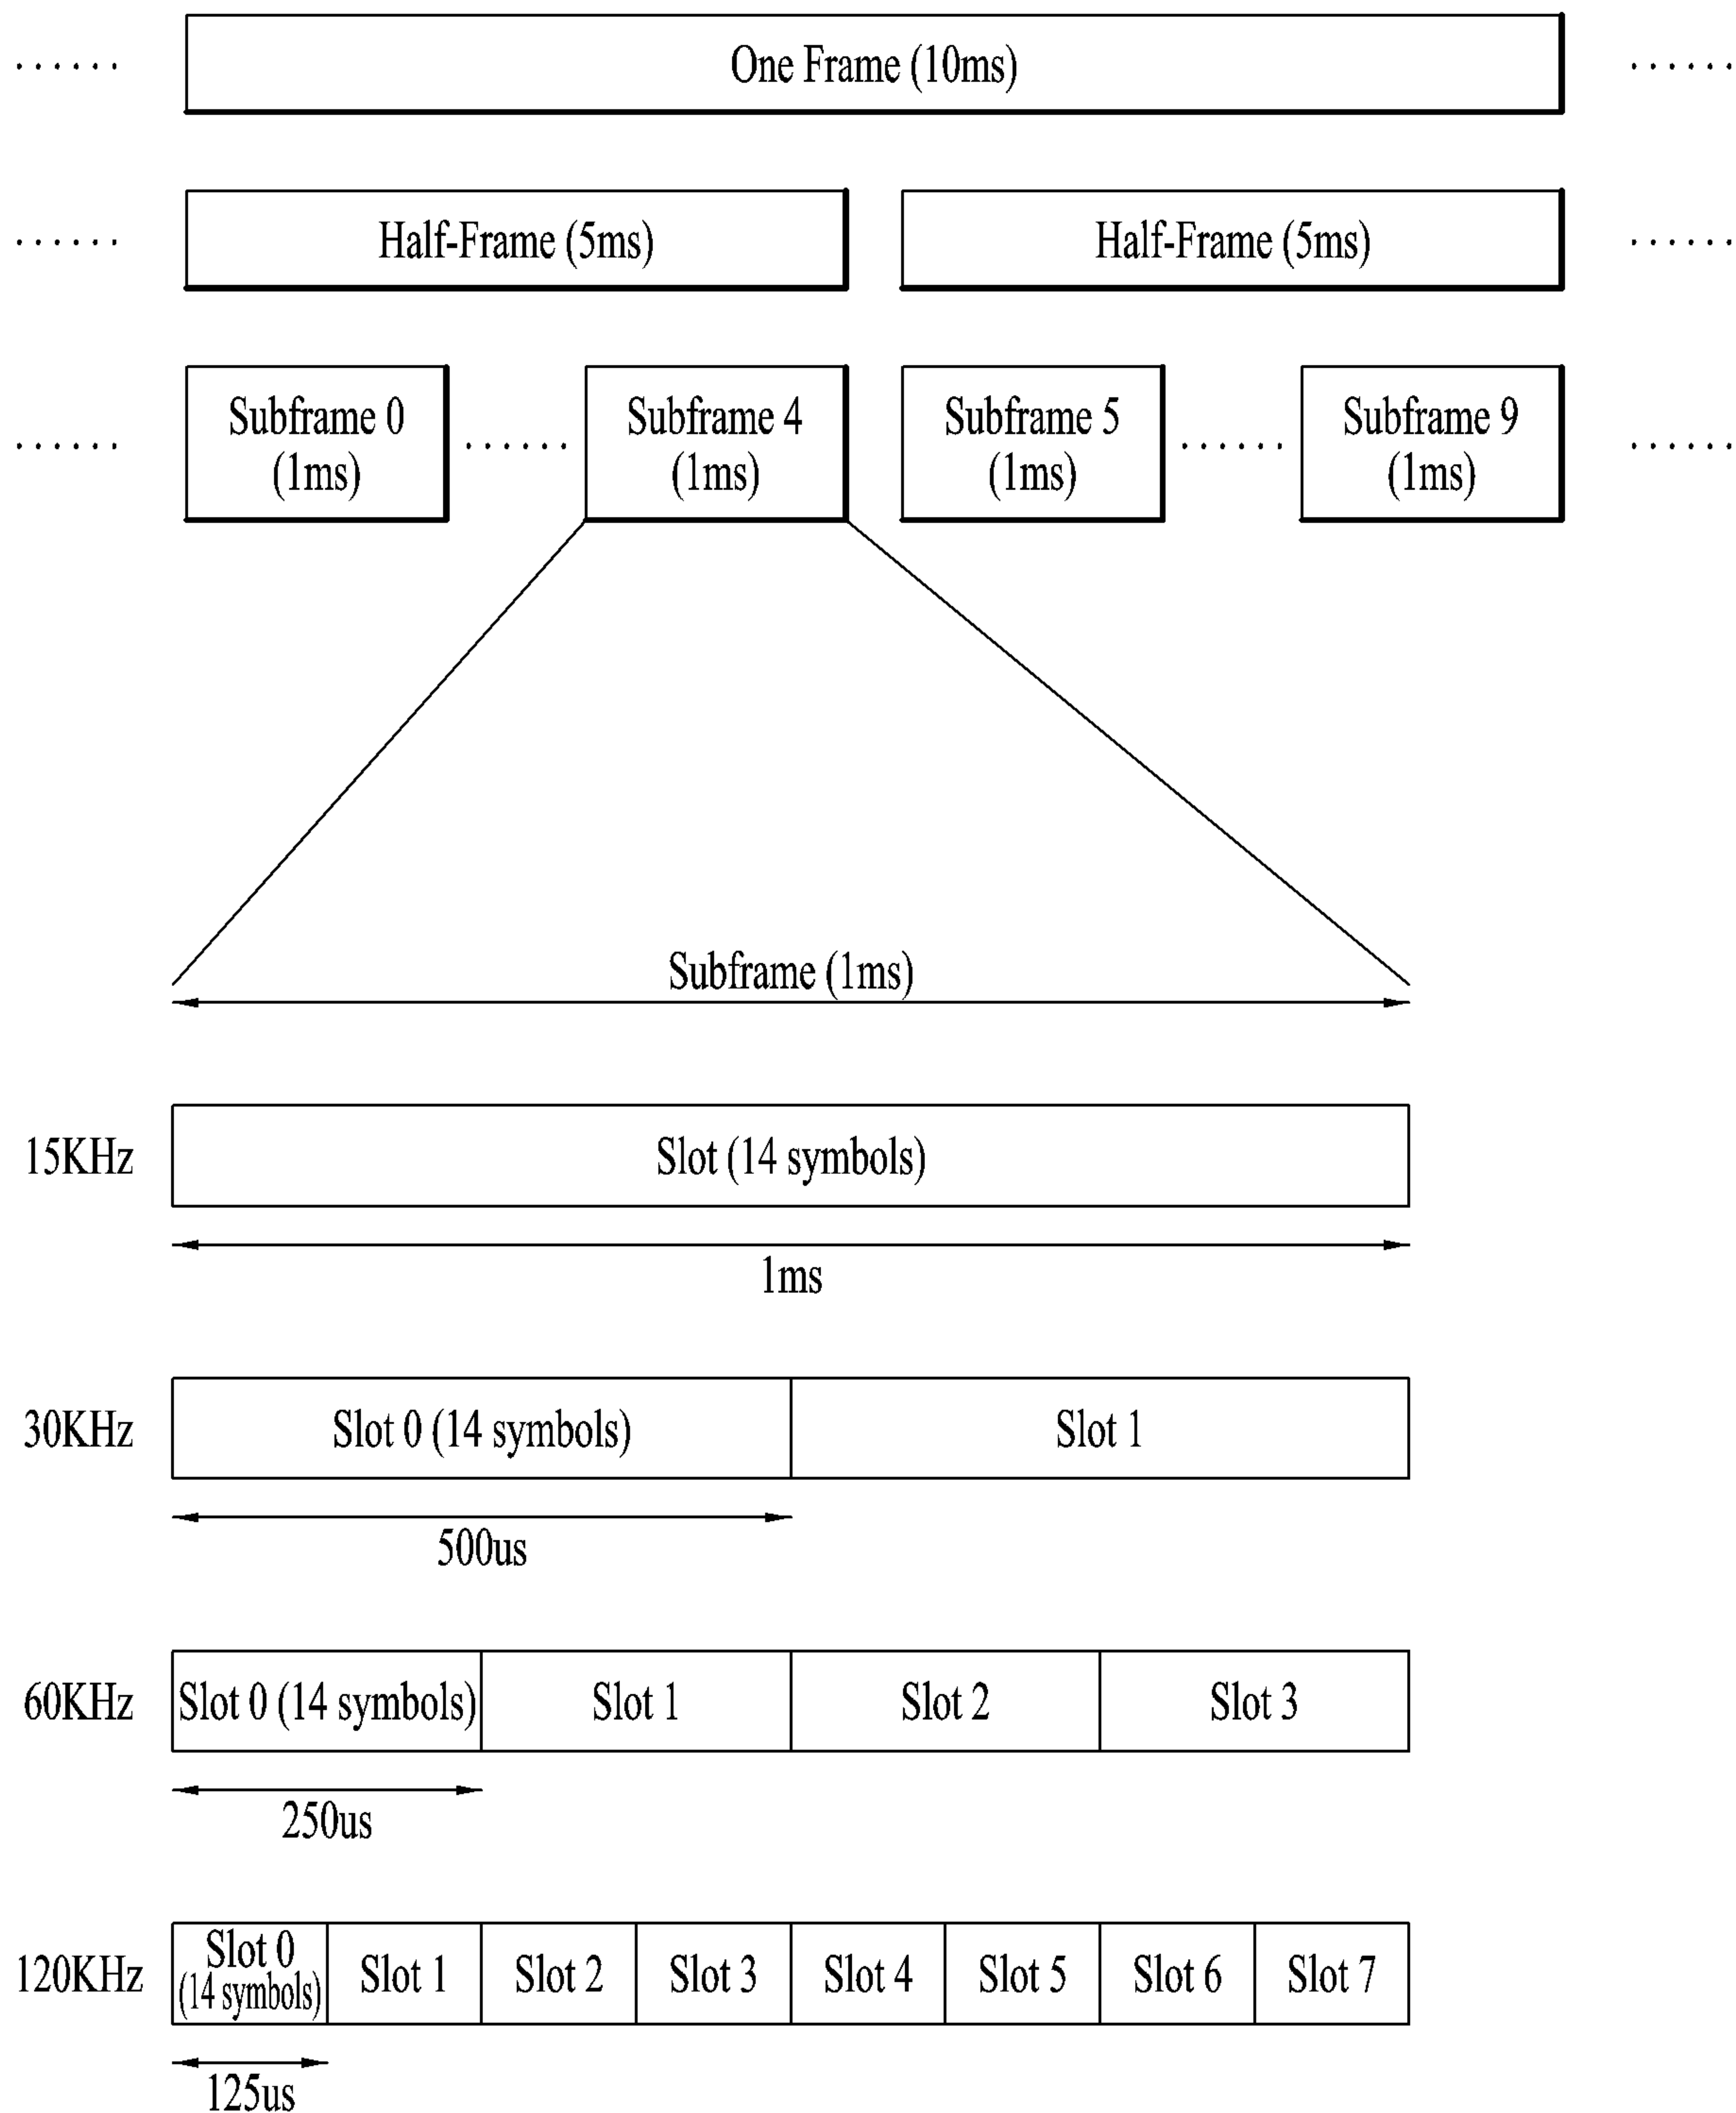 ...... One Frame (10ms) ......
...... Half-Frame (5ms) Half-Frame (5ms) ......
Subframe 0 Subframe 4 Subframe 5 Subframe 9
...... (1ms) ...... (1ms) (1ms) ...... (1ms) ......
Subframe (1ms)
15KHz Slot (14 symbols)
1ms
30KHz Slot 0 (14 symbols) Slot 1
500us
60KHz Slot 0 (14 symbols) Slot 1 Slot 2 Slot 3
250us
120KHz Slot 0 (14 symbols) Slot 1 Slot 2 Slot 3 Slot 4 Slot 5 Slot 6 Slot 7
125us